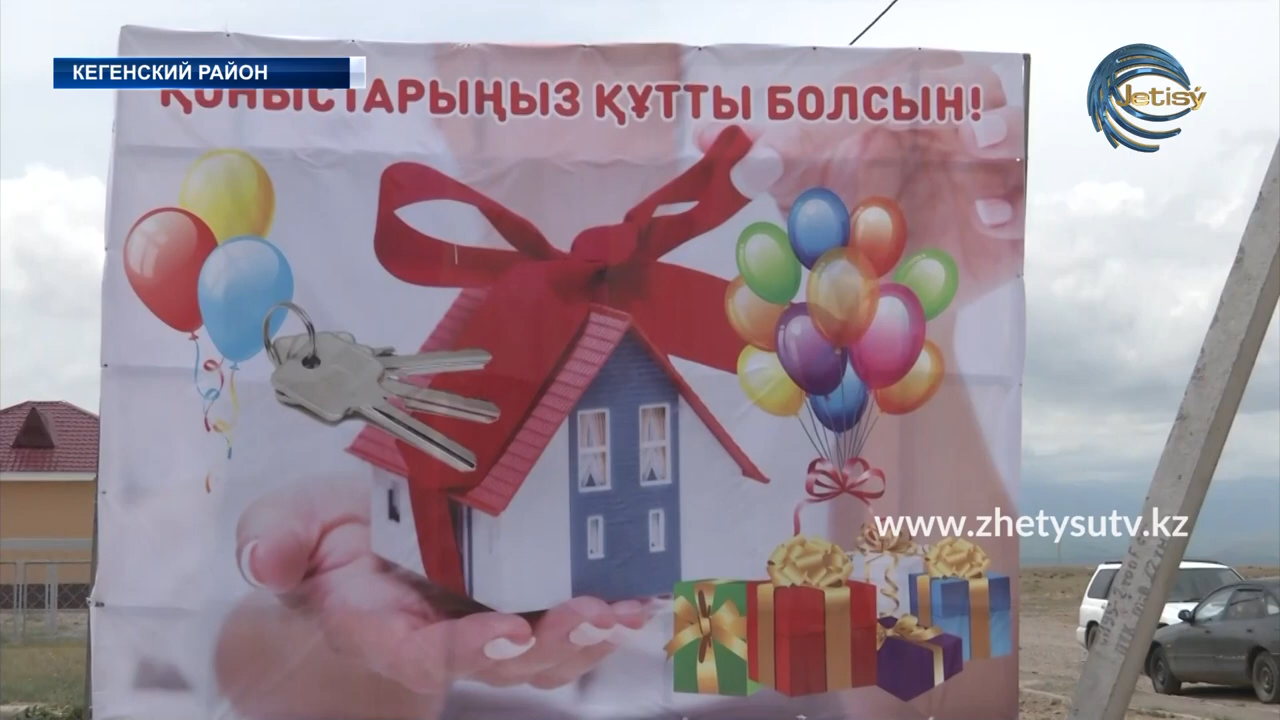 КЕГЕНСКИЙ РАЙОН
Jetisý
ҚОНЫСТАРЫҢЫЗ ҚҰТТЫ БОЛСЫН!
www.zhetysutv.kz